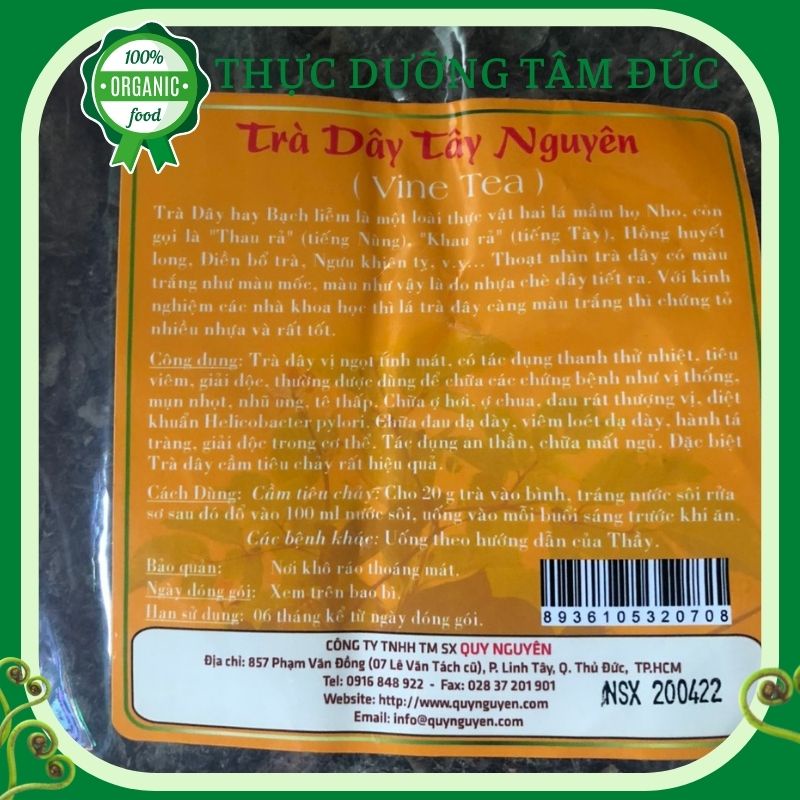 100%
ORGANIC
food
THỰC DƯỠNG TÂM ĐỨC
Trà Dây Tây Nguyên
( Vine Tea )
Trà Dây hay Bạch liễm là một loài thực vật hai lá mầm họ Nho, còn
gọi là "Thau rả" (tiếng Nùng), "Khau rả" (tiếng Tày), Hồng huyết
long, Điền bổ trà, Ngưu khiên tỵ, v.v... Thoạt nhìn trà dây có màu
trắng như màu mốc, màu như vậy là do nhựa chè dây tiết ra. Với kinh
nghiệm các nhà khoa học thì lá trà dây càng màu trắng thì chứng tỏ
nhiều nhựa và rất tốt.
Công dụng: Trà dây vị ngọt tính mát, có tác dụng thanh thử nhiệt, tiêu
viêm, giải độc, thường được dùng để chữa các chứng bệnh như vị thống,
mụn nhọt, nhũ ung, tê thấp. Chữa ợ hơi, ợ chua, đau rát thượng vị, diệt
khuẩn Helicobacter pylori. Chữa đau dạ dày, viêm loét dạ dày, hành tá
tràng, giải độc trong cơ thể. Tác dụng an thần, chữa mất ngủ. Đặc biệt
Trà dây cầm tiêu chảy rất hiệu quả.
Cách Dùng: Cầm tiêu chảy: Cho 20 g trà vào bình, tráng nước sôi rửa
sơ sau đó đổ vào 100 ml nước sôi, uống vào mỗi buổi sáng trước khi ăn.
Các bệnh khác: Uống theo hướng dẫn của Thầy.
Bảo quản: Nơi khô ráo thoáng mát.
Ngày đóng gói: Xem trên bao bì.
Hạn sử dụng: 06 tháng kể từ ngày đóng gói.
8936105320708
CÔNG TY TNHH TM SX QUY NGUYÊN
Địa chỉ: 857 Phạm Văn Đồng (07 Lê Văn Tách cũ), P. Linh Tây, Q. Thủ Đức, TP.HCM
Tel: 0916 848 922 - Fax: 028 37 201 901
Website: http://www.quynguyen.com
Email: info@quynguyen.com
NSX 200422